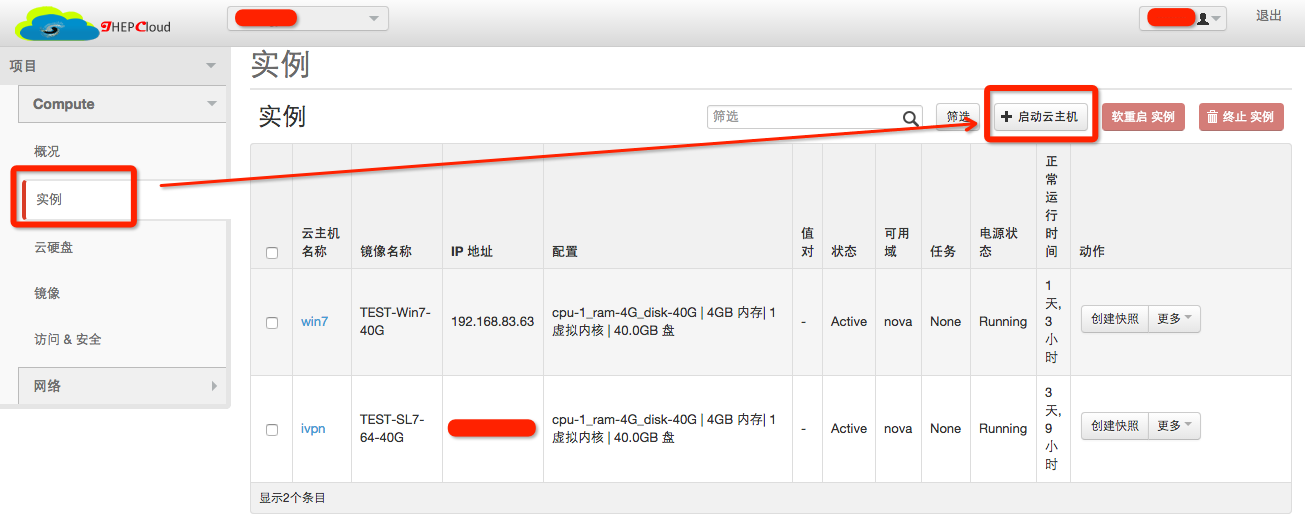 IHEPCloud
退出
项目
Compute
概况
实例
云硬盘
镜像
访问 & 安全
网络
实例
实例
筛选
筛选
启动云主机
软重启 实例
终止 实例
云主机
名称
镜像名称
IP 地址
配置
值
对
状态
可用
域
任务
电源状
态
正
常
运
行
时
间
动作
win7
TEST-Win7-
40G
192.168.83.63
cpu-1_ram-4G_disk-40G | 4GB 内存| 1
虚拟内核 | 40.0GB 盘
-
Active
nova
None
Running
1
天,
3
小
时
创建快照
更多
ivpn
TEST-SL7-
64-40G
cpu-1_ram-4G_disk-40G | 4GB 内存| 1
虚拟内核 | 40.0GB 盘
-
Active
nova
None
Running
3
天,
9
小
时
创建快照
更多
显示2个条目